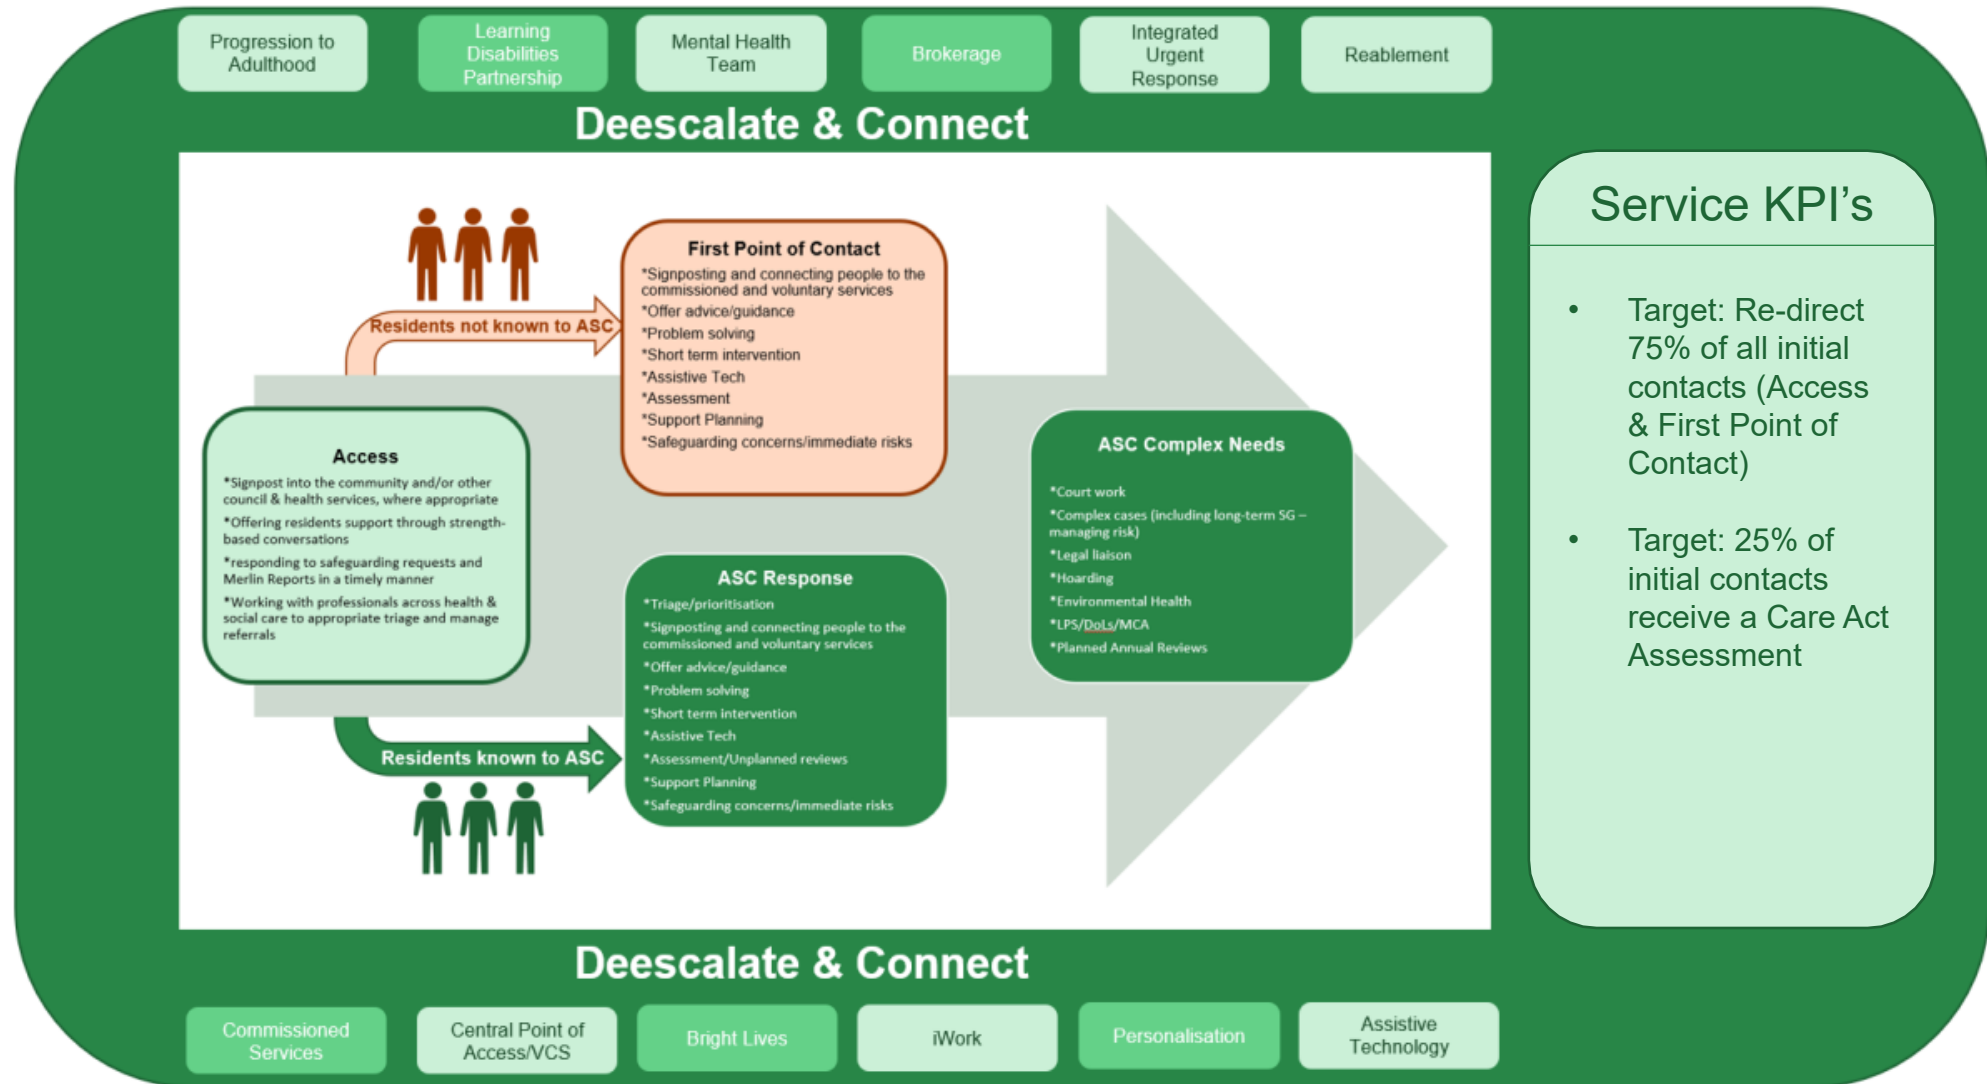 Progression to
Adulthood
Learning
Disabilities
Partnership
Mental Health
Team
Brokerage
Integrated
Urgent
Response
Reablement
Deescalate & Connect
Residents not known to ASC
First Point of Contact
*Signposting and connecting people to the
commissioned and voluntary services
*Offer advice/guidance
*Problem solving
*Short term intervention
*Assistive Tech
*Assessment
*Support Planning
*Safeguarding concerns/immediate risks
Access
*Signpost into the community and/or other
council & health services, where appropriate
*Offering residents support through strength-
based conversations
*responding to safeguarding requests and
Merlin Reports in a timely manner
*Working with professionals across health &
social care to appropriate triage and manage
referrals
Residents known to ASC
ASC Response
*Triage/prioritisation
*Signposting and connecting people to the
commissioned and voluntary services
*Offer advice/guidance
*Problem solving
*Short term intervention
*Assistive Tech
*Assessment/Unplanned reviews
*Support Planning
*Safeguarding concerns/immediate risks
ASC Complex Needs
*Court work
*Complex cases (including long-term SG –
managing risk)
*Legal liaison
*Hoarding
*Environmental Health
*LPS/DoLs/MCA
*Planned Annual Reviews
Service KPI’s
• Target: Re-direct
75% of all initial
contacts (Access
& First Point of
Contact)
• Target: 25% of
initial contacts
receive a Care Act
Assessment
Deescalate & Connect
Commissioned
Services
Central Point of
Access/VCS
Bright Lives
iWork
Personalisation
Assistive
Technology